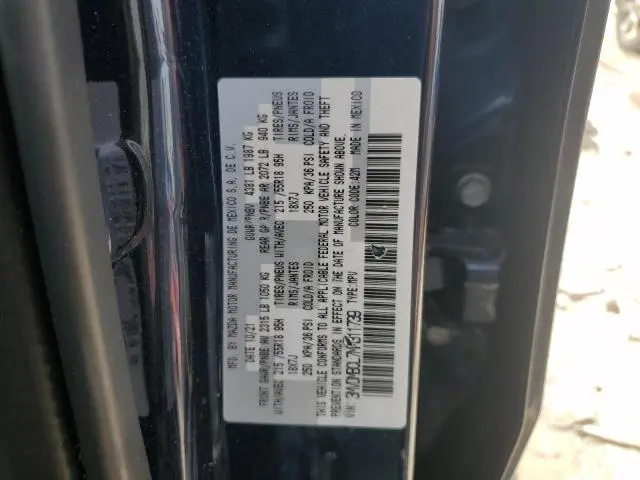 MFD. BY MAZDA MOTOR MANUFACTURING DE MEXICO S.A. DE C.V.
DATE 10/21 GVWR/PNBV 4381 LB 1987 KG
FRONT GAWR/PNBE AV 2315 LB 1050 KG REAR GP R/PNBE AR 2072 LB 940 KG
WITH/AVEC 215 /55R18 95H TIRES/PNEUS WITH/AVEC 215 /55R18 95H TIRES/PNEUS
18X7J RIMS/JANTES 18X7J RIMS/JANTES
250 KPA/36 PSI COLD/A FROID 250 KPA/36 PSI COLD/A FROID
THIS VEHICLE CONFORMS TO ALL APPLICABLE FEDERAL MOTOR VEHICLE SAFETY AND THEFT
PREVENTION STANDARDS IN EFFECT ON THE DATE OF MANUFACTURE SHOWN ABOVE.
VIN: TYPE:MPV COLOR CODE:42M MADE IN MEXICO